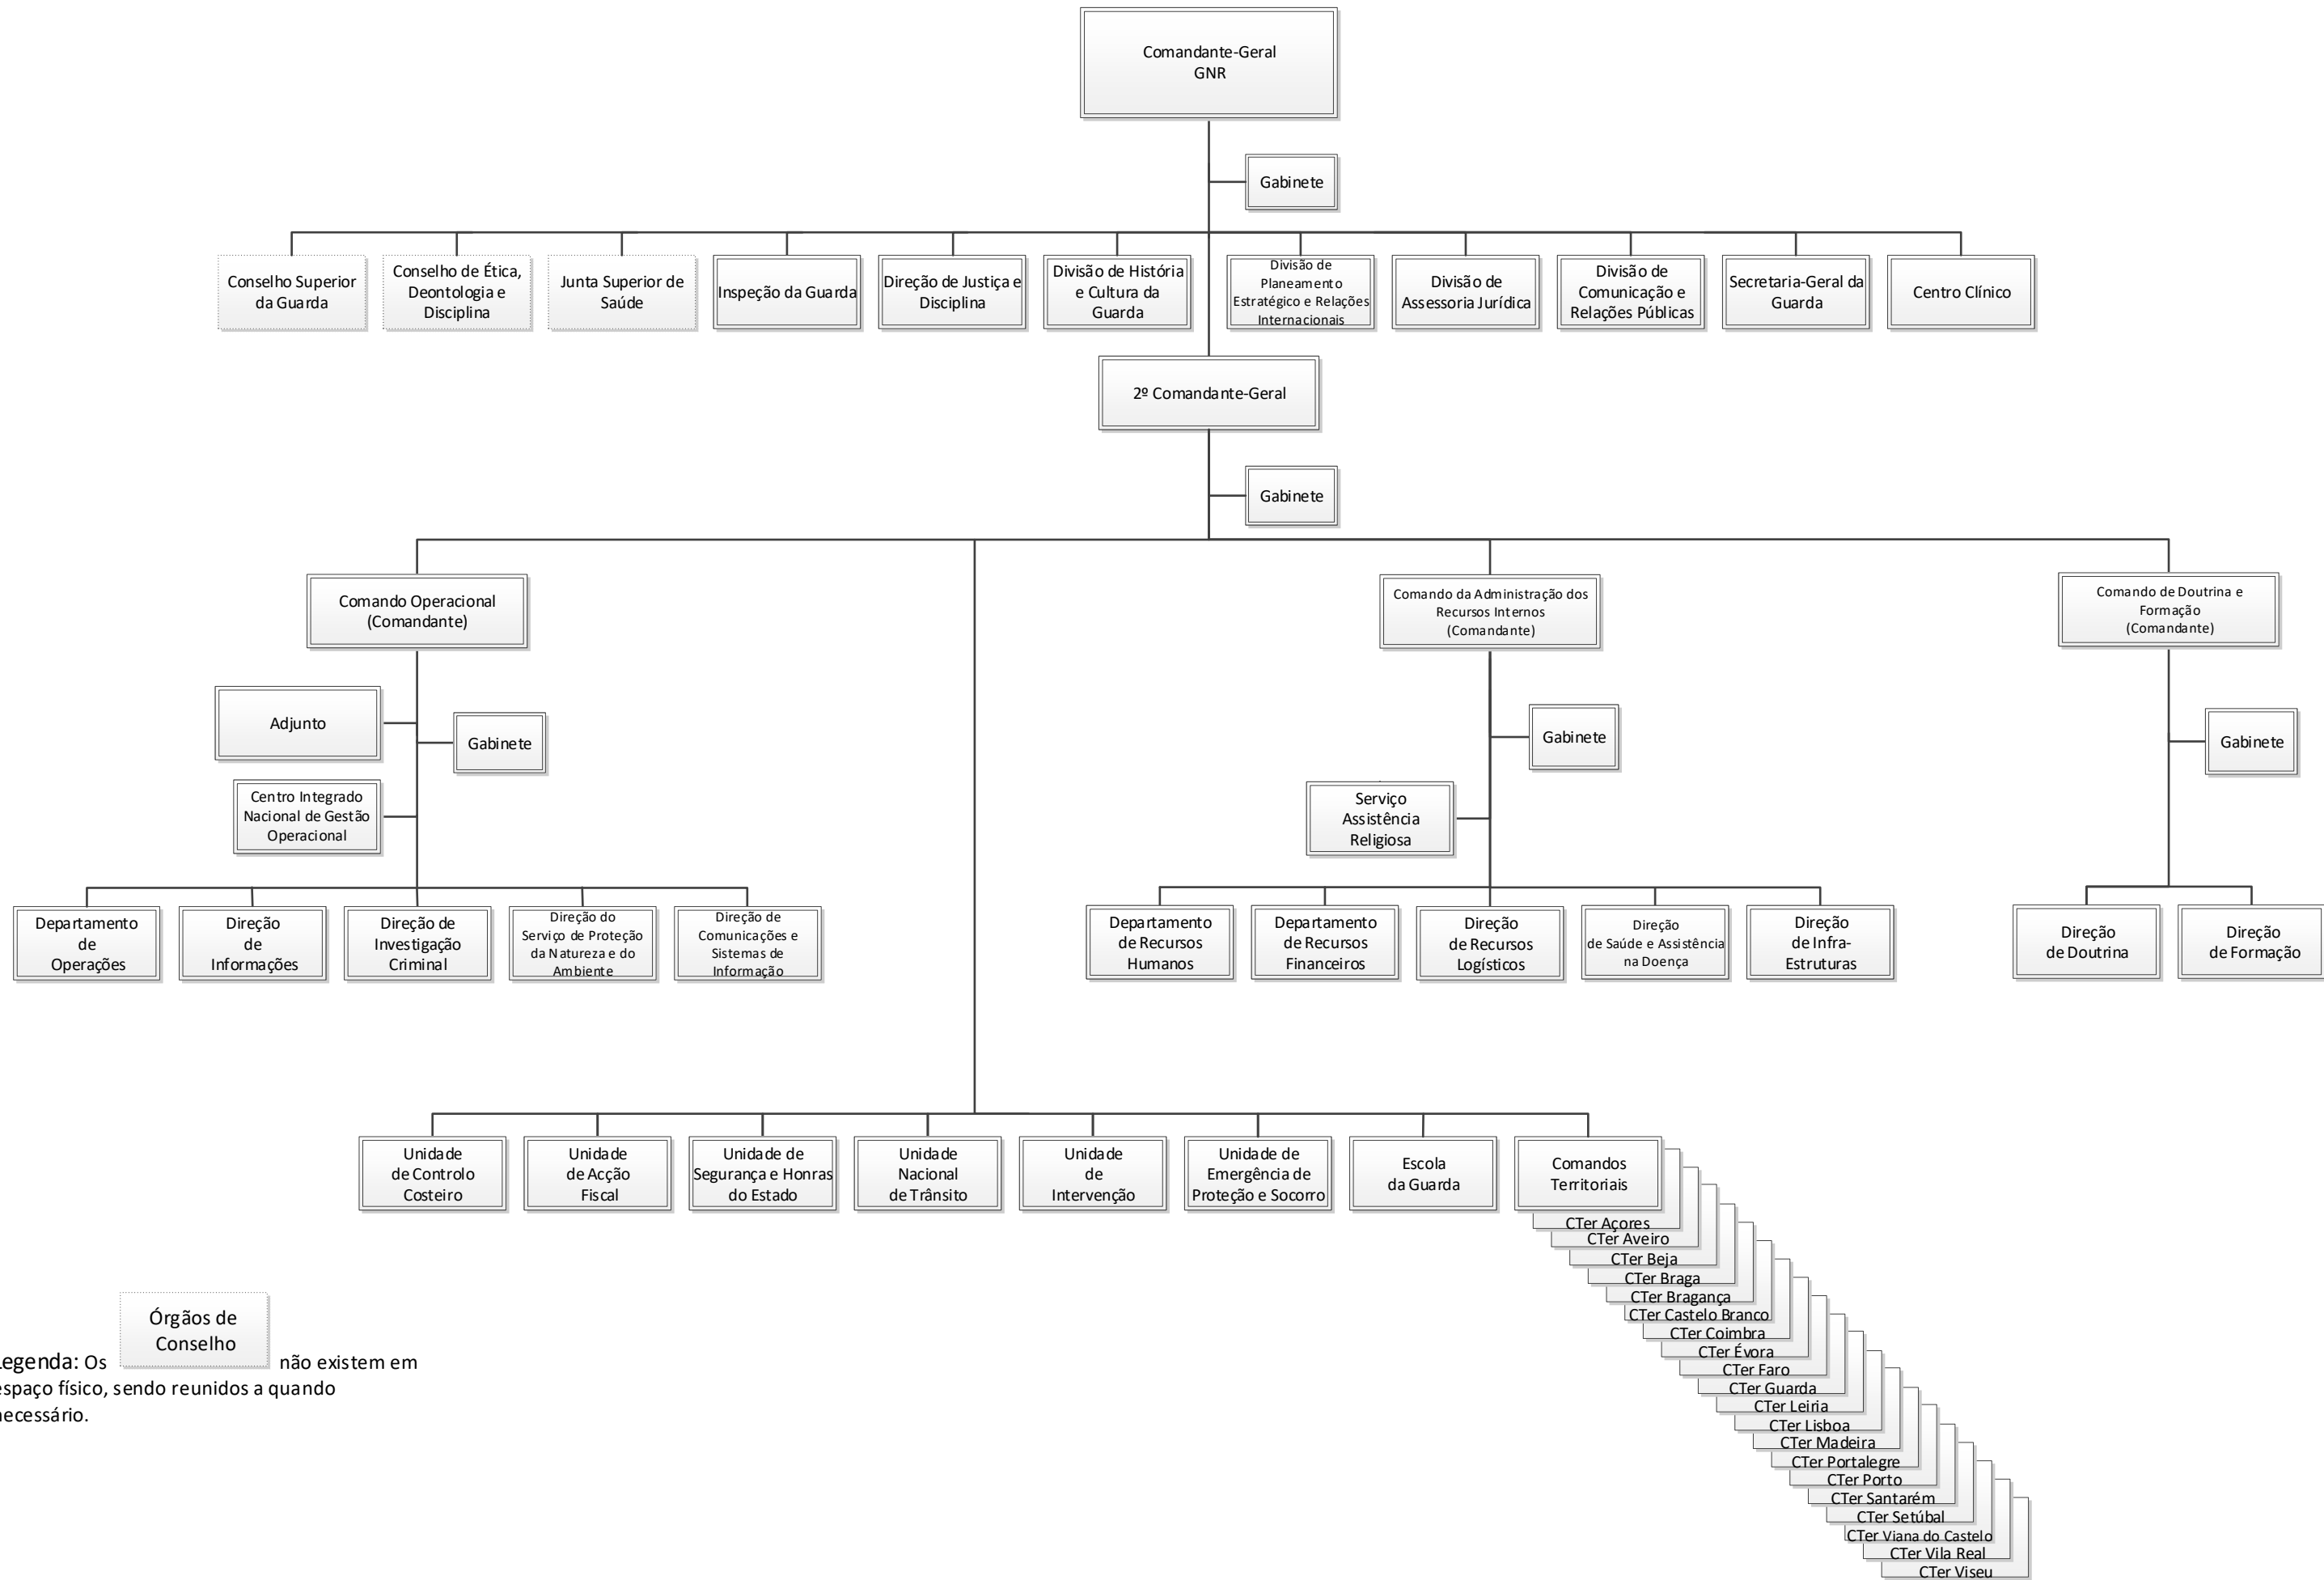 Comandante-Geral
GNR
Gabinete
Conselho Superior
da Guarda
Conselho de Ética,
Deontologia e
Disciplina
Junta Superior de
Saúde
Inspeção da Guarda
Direção de Justiça e
Disciplina
Divisão de História
e Cultura da
Guarda
Divisão de
Planeamento
Estratégico e Relações
Internacionais
Divisão de
Assessoria Jurídica
Divisão de
Comunicação e
Relações Públicas
Secretaria-Geral da
Guarda
Centro Clínico
2º Comandante-Geral
Gabinete
Comando Operacional
(Comandante)
Comando da Administração dos
Recursos Internos
(Comandante)
Comando de Doutrina e
Formação
(Comandante)
Adjunto
Gabinete
Centro Integrado
Nacional de Gestão
Operacional
Gabinete
Serviço
Assistência
Religiosa
Gabinete
Departamento
de
Operações
Direção
de
Informações
Direção de
Investigação
Criminal
Direção do
Serviço de Proteção
da Natureza e do
Ambiente
Direção de
Comunicações e
Sistemas de
Informação
Departamento
de Recursos
Humanos
Departamento
de Recursos
Financeiros
Direção
de Recursos
Logísticos
Direção
de Saúde e Assistência
na Doença
Direção
de Infra-
Estruturas
Direção
de Doutrina
Direção
de Formação
Unidade
de Controlo
Costeiro
Unidade
de Acção
Fiscal
Unidade de
Segurança e Honras
do Estado
Unidade
Nacional
de Trânsito
Unidade
de
Intervenção
Unidade de
Emergência de
Proteção e Socorro
Escola
da Guarda
Comandos
Territoriais
CTer Açores
CTer Aveiro
CTer Beja
CTer Braga
CTer Bragança
CTer Castelo Branco
CTer Coimbra
CTer Évora
CTer Faro
CTer Guarda
CTer Leiria
CTer Lisboa
CTer Madeira
CTer Portalegre
CTer Porto
CTer Santarém
CTer Setúbal
CTer Viana do Castelo
CTer Vila Real
CTer Viseu
Órgãos de
Conselho
Legenda: Os não existem em
espaço físico, sendo reunidos a quando
necessário.